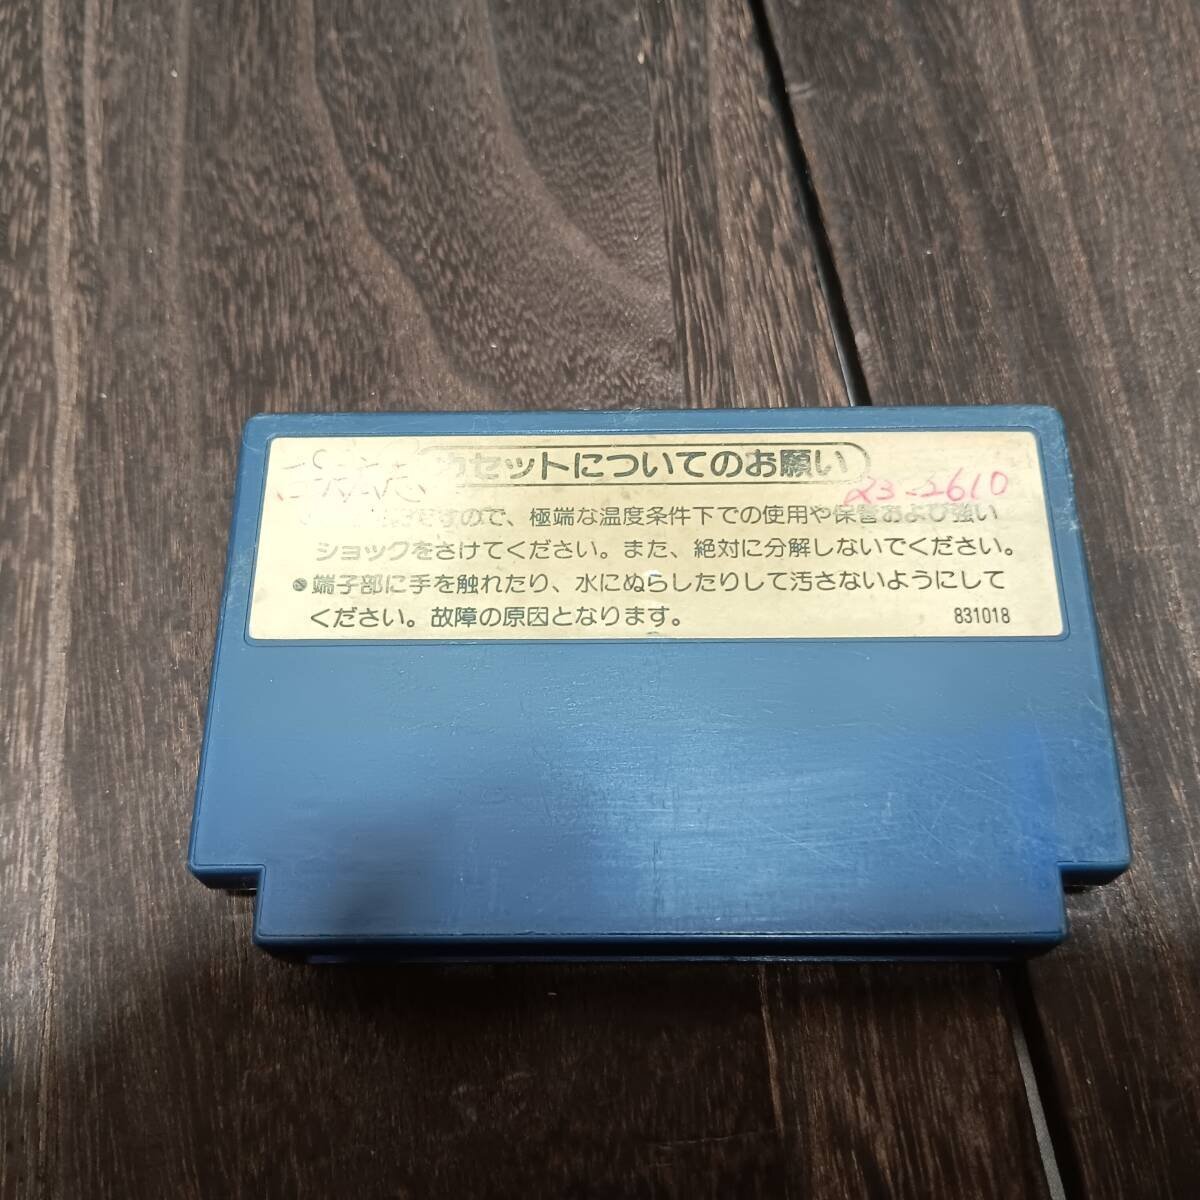 カセットについてのお願い
23-2610
すので、極端な温度条件下での使用や保管および強い
ショックをさけてください。また、絶対に分解しないでください。
端子部に手を触れたり、水にぬらしたりして汚さないようにして
ください。故障の原因となります。 831018